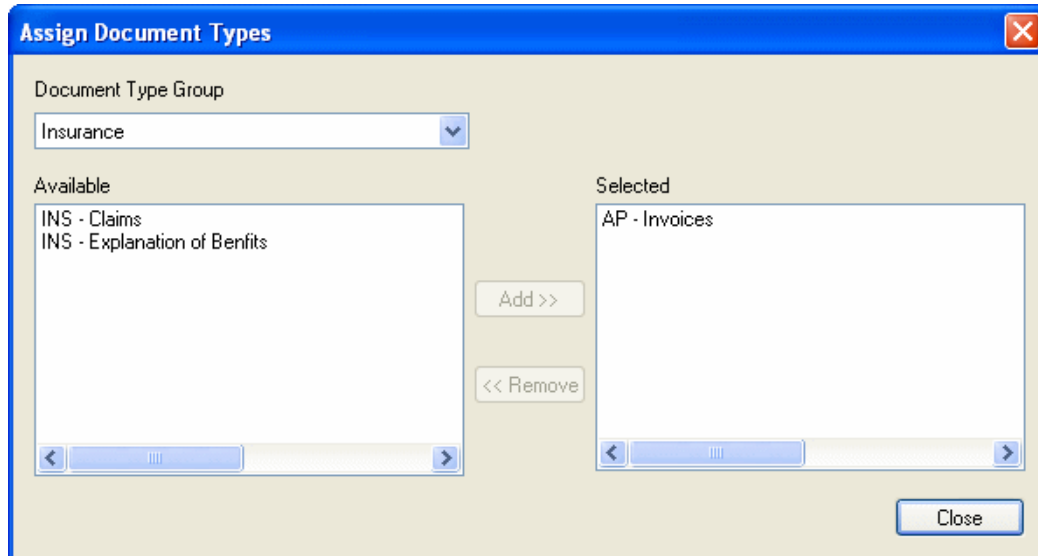 Assign Document Types
Document Type Group
Insurance
Available
Selected
INS - Claims
INS - Explanation of Benfits
AP - Invoices
Add >>
<< Remove
Close